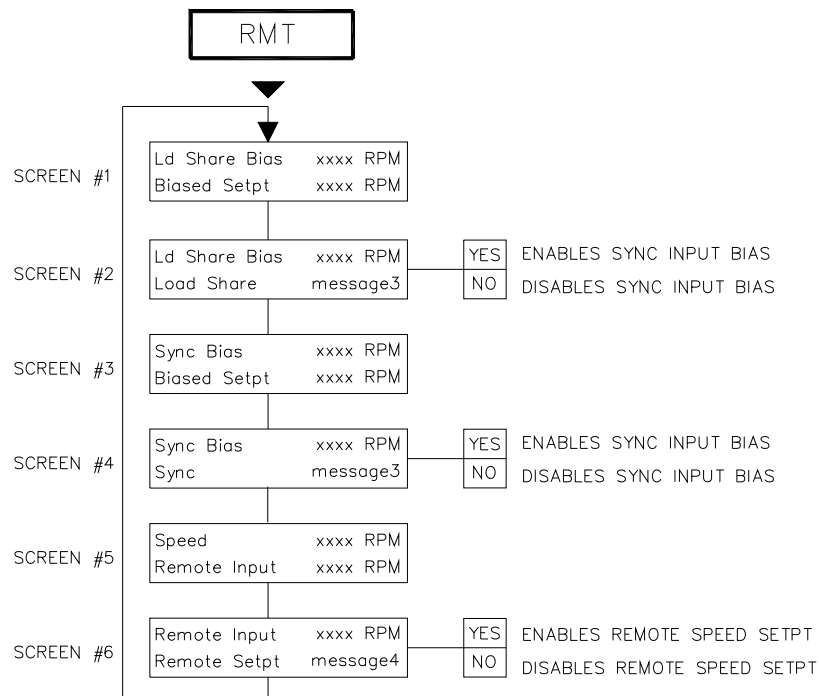 RMT
SCREEN #1
Ld Share Bias xxxx RPM
Biased Setpt xxxx RPM
SCREEN #2
Ld Share Bias xxxx RPM
Load Share message3
YES ENABLES SYNC INPUT BIAS
NO DISABLES SYNC INPUT BIAS
SCREEN #3
Sync Bias xxxx RPM
Biased Setpt xxxx RPM
SCREEN #4
Sync Bias xxxx RPM
Sync message3
YES ENABLES SYNC INPUT BIAS
NO DISABLES SYNC INPUT BIAS
SCREEN #5
Speed xxxx RPM
Remote Input xxxx RPM
SCREEN #6
Remote Input xxxx RPM
Remote Setpt message4
YES ENABLES REMOTE SPEED SETPT
NO DISABLES REMOTE SPEED SETPT